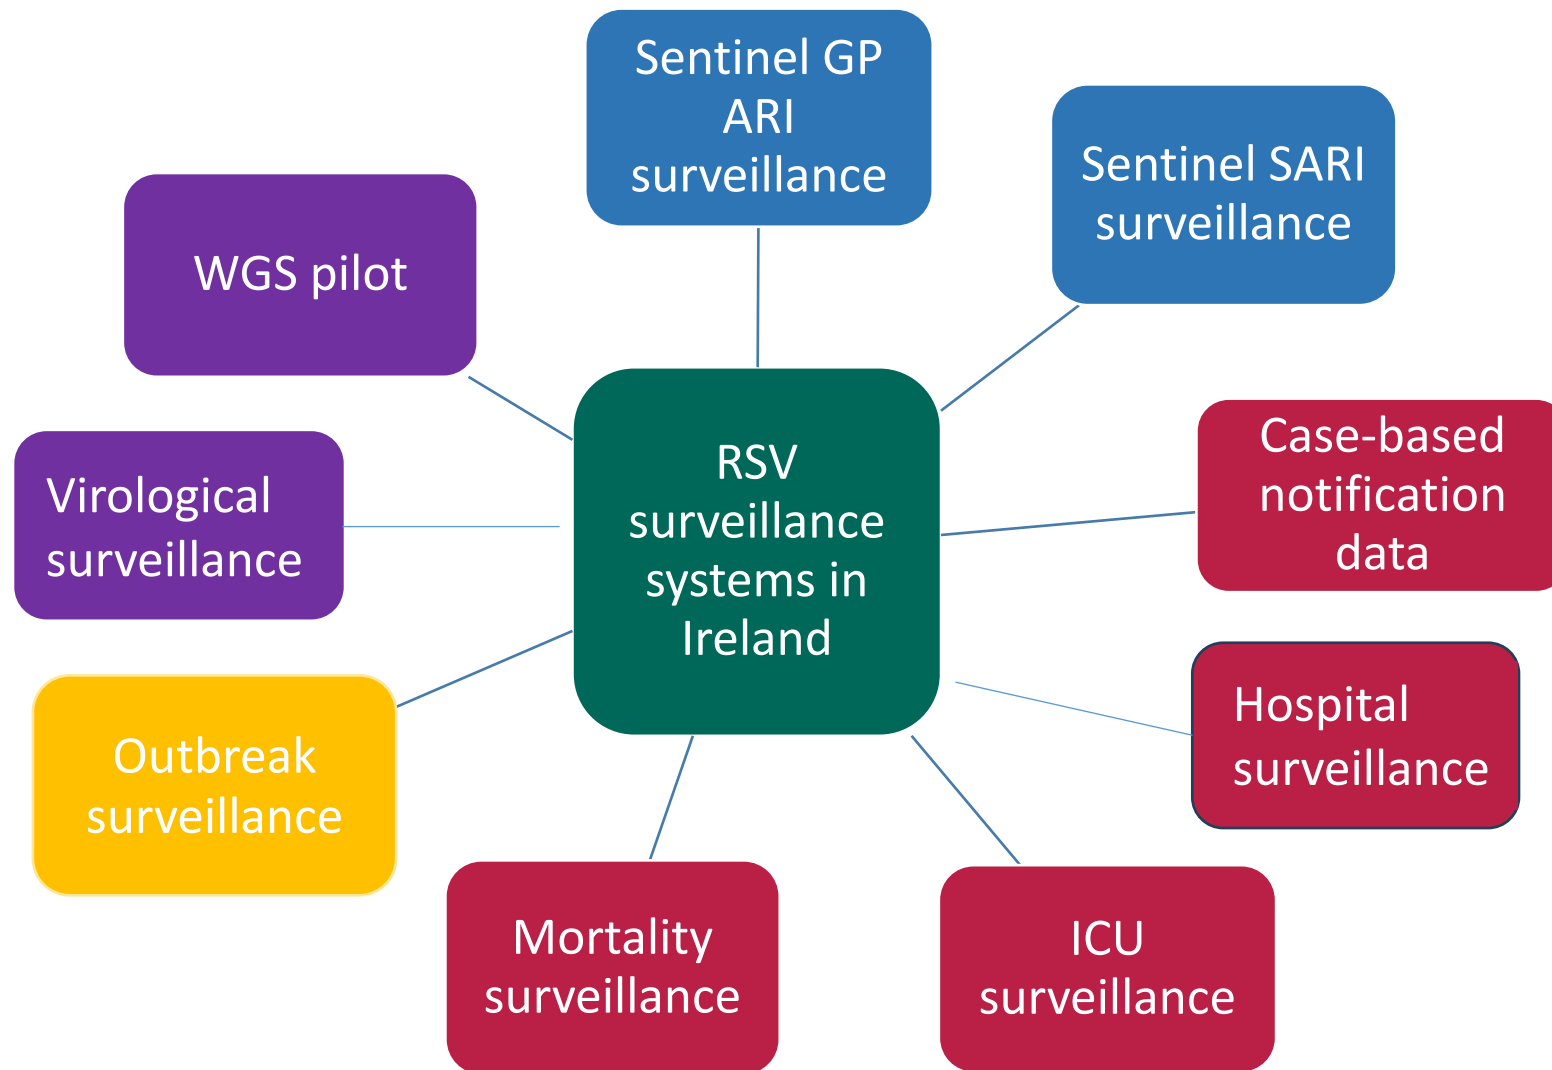 Sentinel GP
ARI
surveillance
Sentinel SARI
surveillance
WGS pilot
Case-based
notification
data
RSV
surveillance
systems in
Ireland
Virological
surveillance
Hospital
surveillance
Outbreak
surveillance
Mortality
surveillance
ICU
surveillance